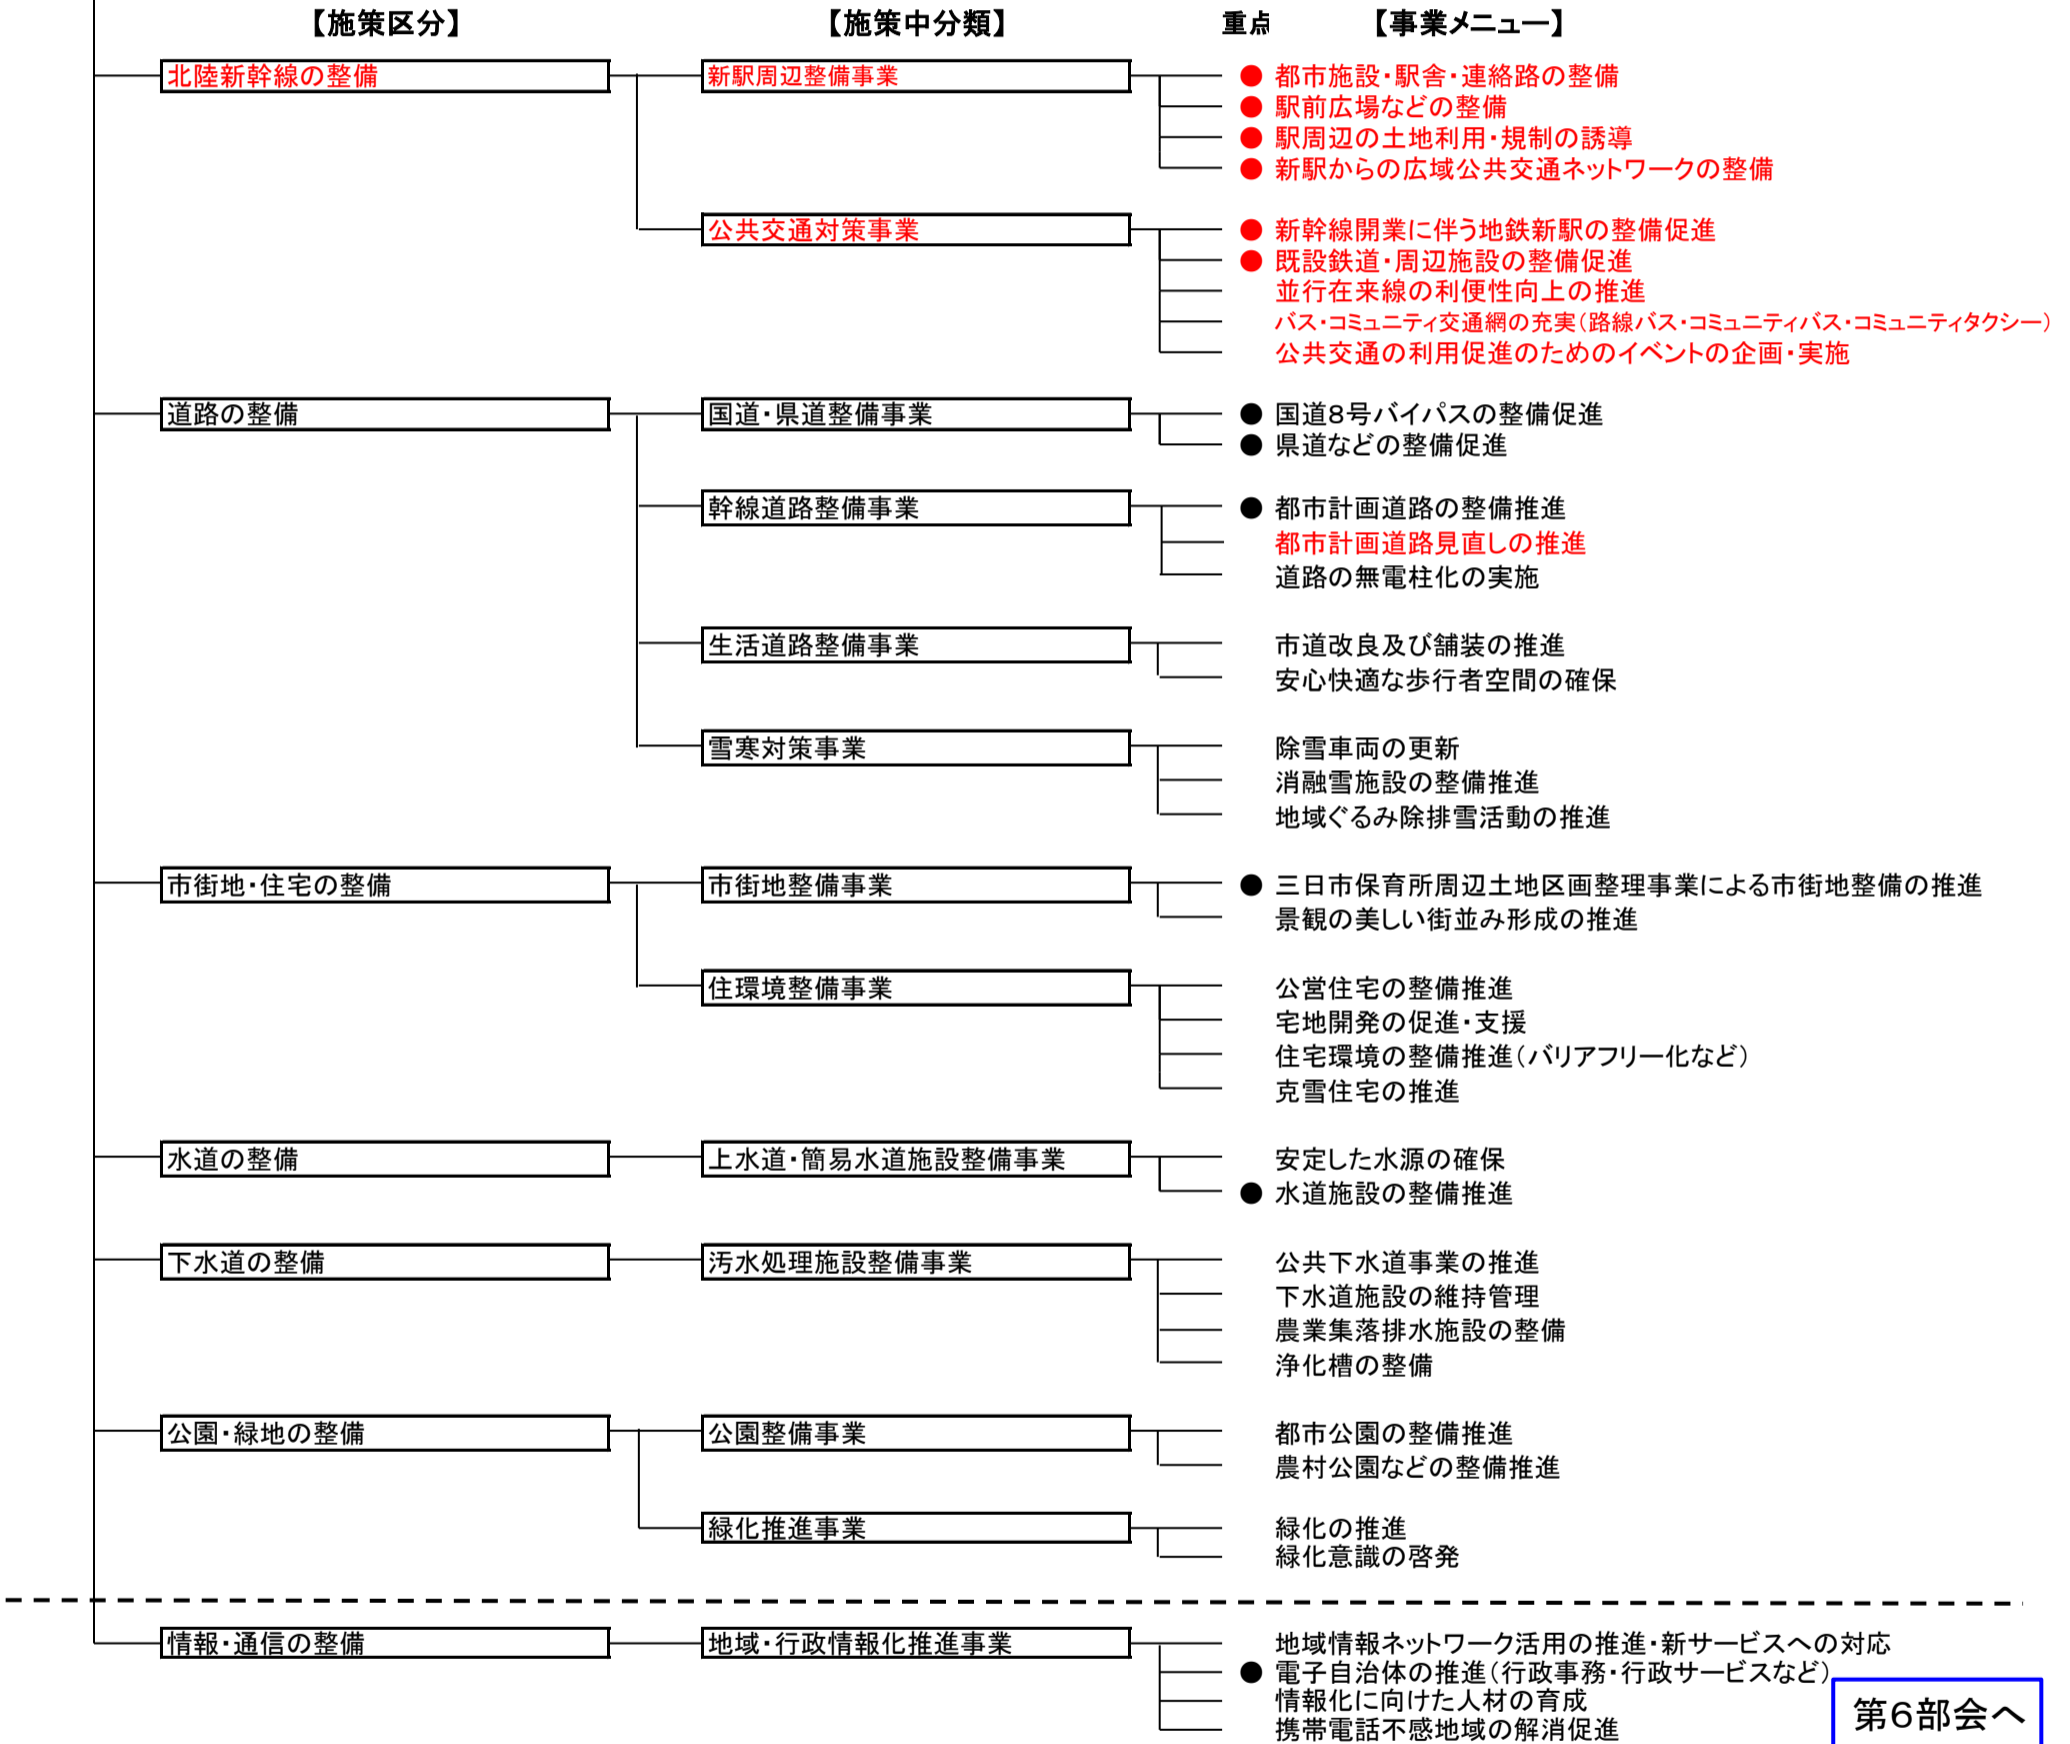 【施策区分】 【施策中分類】 重点 【事業メニュー】
北陸新幹線の整備 新駅周辺整備事業 ● 都市施設・駅舎・連絡路の整備
● 駅前広場などの整備
● 駅周辺の土地利用・規制の誘導
● 新駅からの広域公共交通ネットワークの整備
公共交通対策事業 ● 新幹線開業に伴う地鉄新駅の整備促進
● 既設鉄道・周辺施設の整備促進
並行在来線の利便性向上の推進
バス・コミュニティ交通網の充実（路線バス・コミュニティバス・コミュニティタクシー）
公共交通の利用促進のためのイベントの企画・実施
道路の整備 国道・県道整備事業 ● 国道８号バイパスの整備促進
● 県道などの整備促進
幹線道路整備事業 ● 都市計画道路の整備推進
都市計画道路見直しの推進
道路の無電柱化の実施
生活道路整備事業 市道改良及び舗装の推進
安心快適な歩行者空間の確保
雪寒対策事業 除雪車両の更新
消融雪施設の整備推進
地域ぐるみ除排雪活動の推進
市街地・住宅の整備 市街地整備事業 ● 三日市保育所周辺土地区画整理事業による市街地整備の推進
景観の美しい街並み形成の推進
住環境整備事業 公営住宅の整備推進
宅地開発の促進・支援
住宅環境の整備推進（バリアフリー化など）
克雪住宅の推進
水道の整備 上水道・簡易水道施設整備事業 安定した水源の確保
● 水道施設の整備推進
下水道の整備 汚水処理施設整備事業 公共下水道事業の推進
下水道施設の維持管理
農業集落排水施設の整備
浄化槽の整備
公園・緑地の整備 公園整備事業 都市公園の整備推進
農村公園などの整備推進
緑化推進事業 緑化の推進
緑化意識の啓発
情報・通信の整備 地域・行政情報化推進事業 地域情報ネットワーク活用の推進・新サービスへの対応
● 電子自治体の推進（行政事務・行政サービスなど）
情報化に向けた人材の育成
携帯電話不感地域の解消促進
第６部会へ